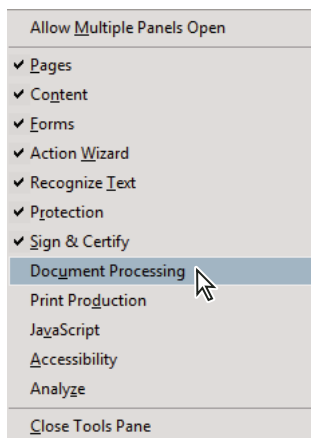 Allow Multiple Panels Open
Pages
Content
Forms
Action Wizard
Recognize Text
Protection
Sign & Certify
Document Processing
Print Production
JavaScript
Accessibility
Analyze
Close Tools Pane